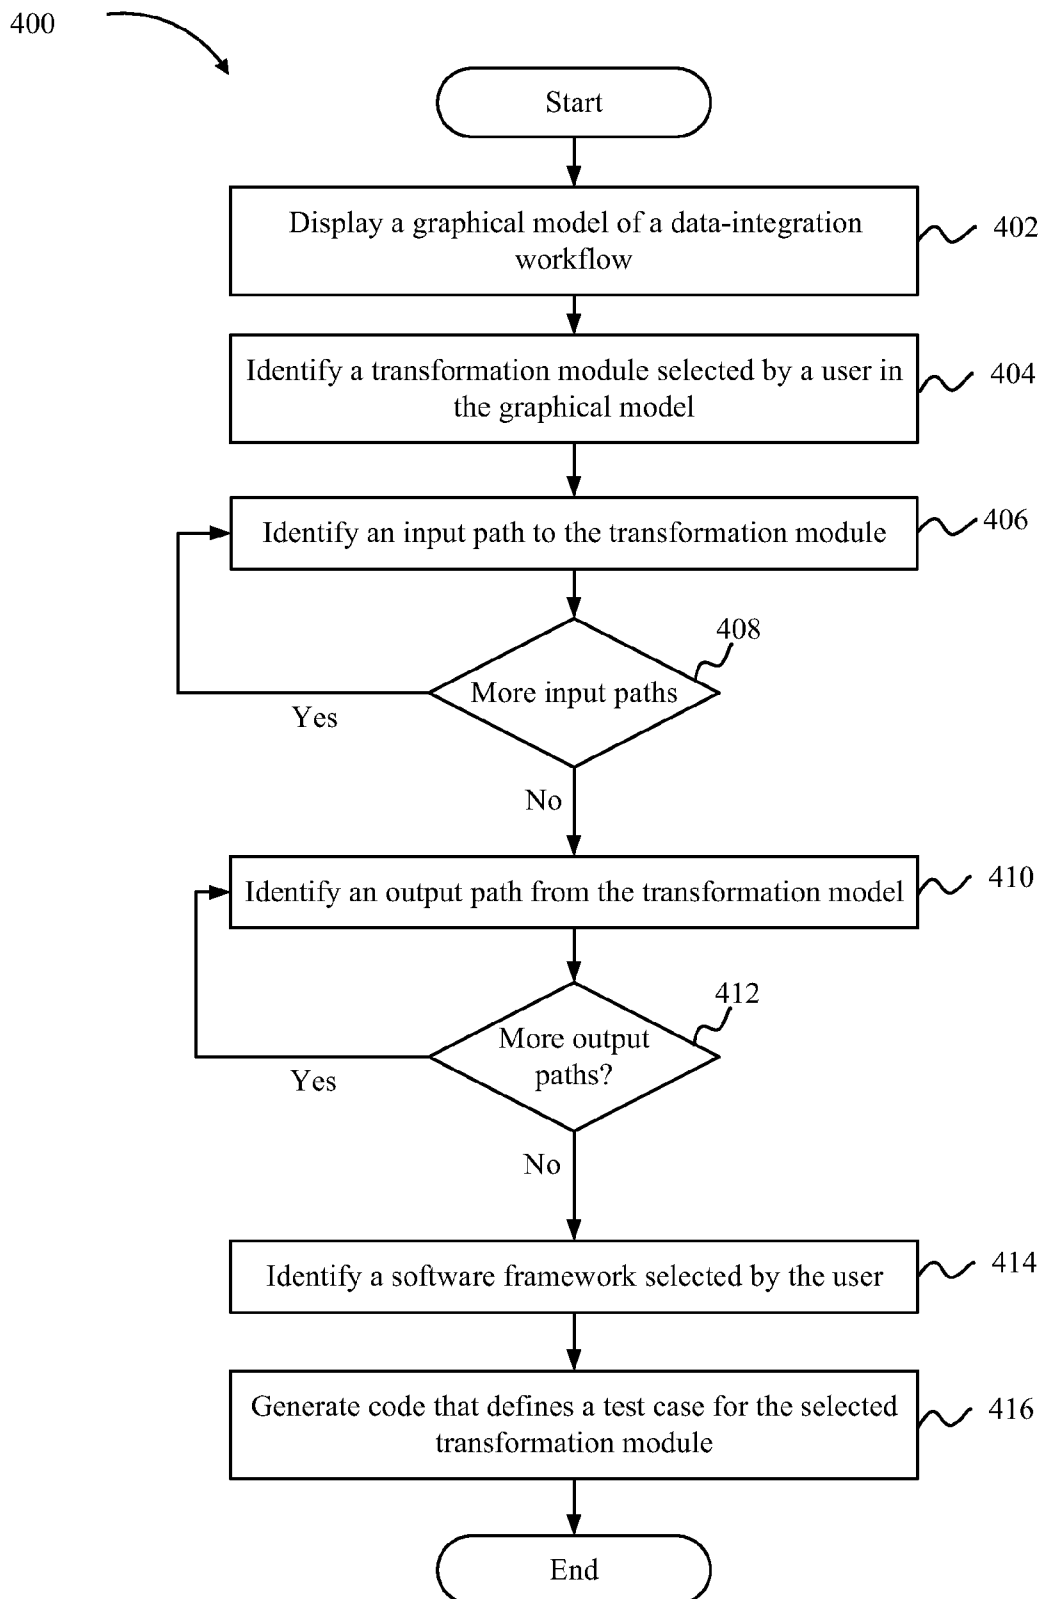 400
Start
Display a graphical model of a data-integration
workflow
402
Identify a transformation module selected by a user in
the graphical model
404
Identify an input path to the transformation module
406
408
More input paths
Yes
No
Identify an output path from the transformation model
410
412
More output
paths?
Yes
No
Identify a software framework selected by the user
414
Generate code that defines a test case for the selected
transformation module
416
End